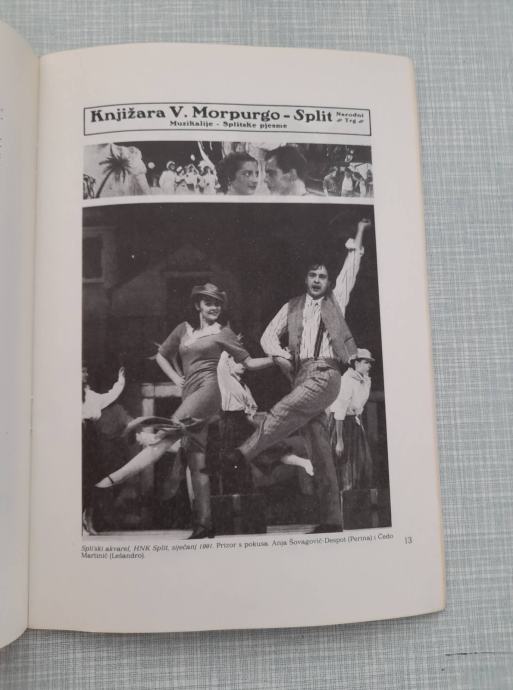 Knjižara V. Morpurgo - Split Narodni Trg
Muzikalije - Splitske pjesme
Splitski akvarel, HNK Split, siječanj 1991. Prizor s pokusa. Anja Šovagović-Despot (Perina) i Čedo
Martinić (Lešandro).
13